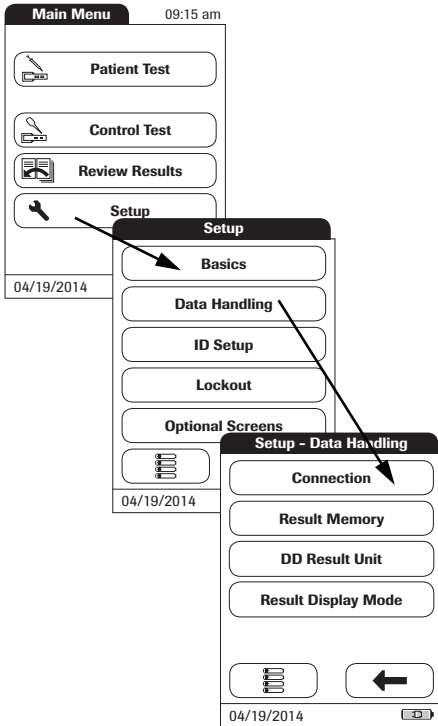 Main Menu 09:15 am
Patient Test
Control Test
Review Results
Setup
04/19/2014
Setup
Basics
Data Handling
ID Setup
Lockout
Optional Screens
04/19/2014
Setup - Data Handling
Connection
Result Memory
DD Result Unit
Result Display Mode
04/19/2014